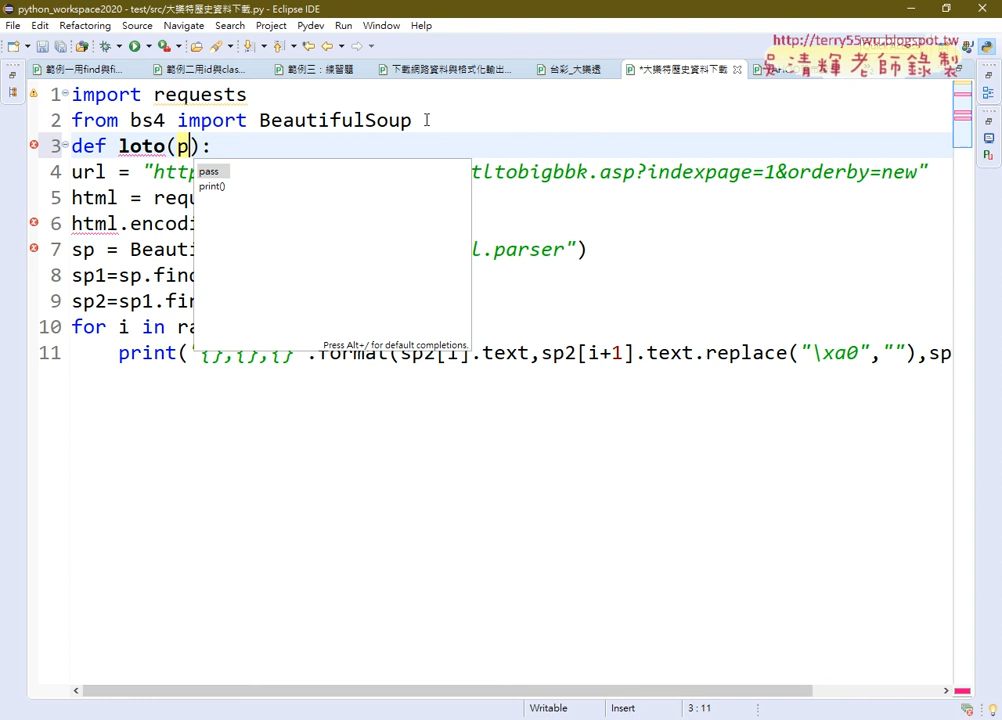 python_workspace2020 - test/src/大樂特歷史資料下載.py - Eclipse IDE
File Edit Refactoring Source Navigate Search Project Pydev Run Window Help
http://terry55wu.blogspot.tw
吳清輝老師錄製
範例一用find與fi... 範例二用id與clas... 範例三：練習題 下載網路資料與格式化輸出... 台彩_大樂透 *大樂特歷史資料下載
1 import requests
2 from bs4 import BeautifulSoup
3 def loto(p):
pass
print()
4 url = "htt tltobigbbk.asp?indexpage=1&orderby=new"
5 html = requ
6 html.encodi
7 sp = Beauti l.parser")
8 sp1=sp.find
9 sp2=sp1.fin
10 for i in ra
Press Alt+/ for default completions.
11 print("{},{},{}".format(sp2[i].text,sp2[i+1].text.replace("\xa0",""),sp
Writable Insert 3 : 11